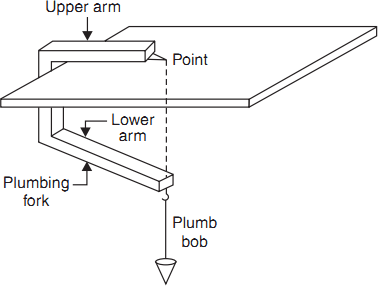 Upper arm
Point
Lower
arm
Plumbing
fork
Plumb
bob